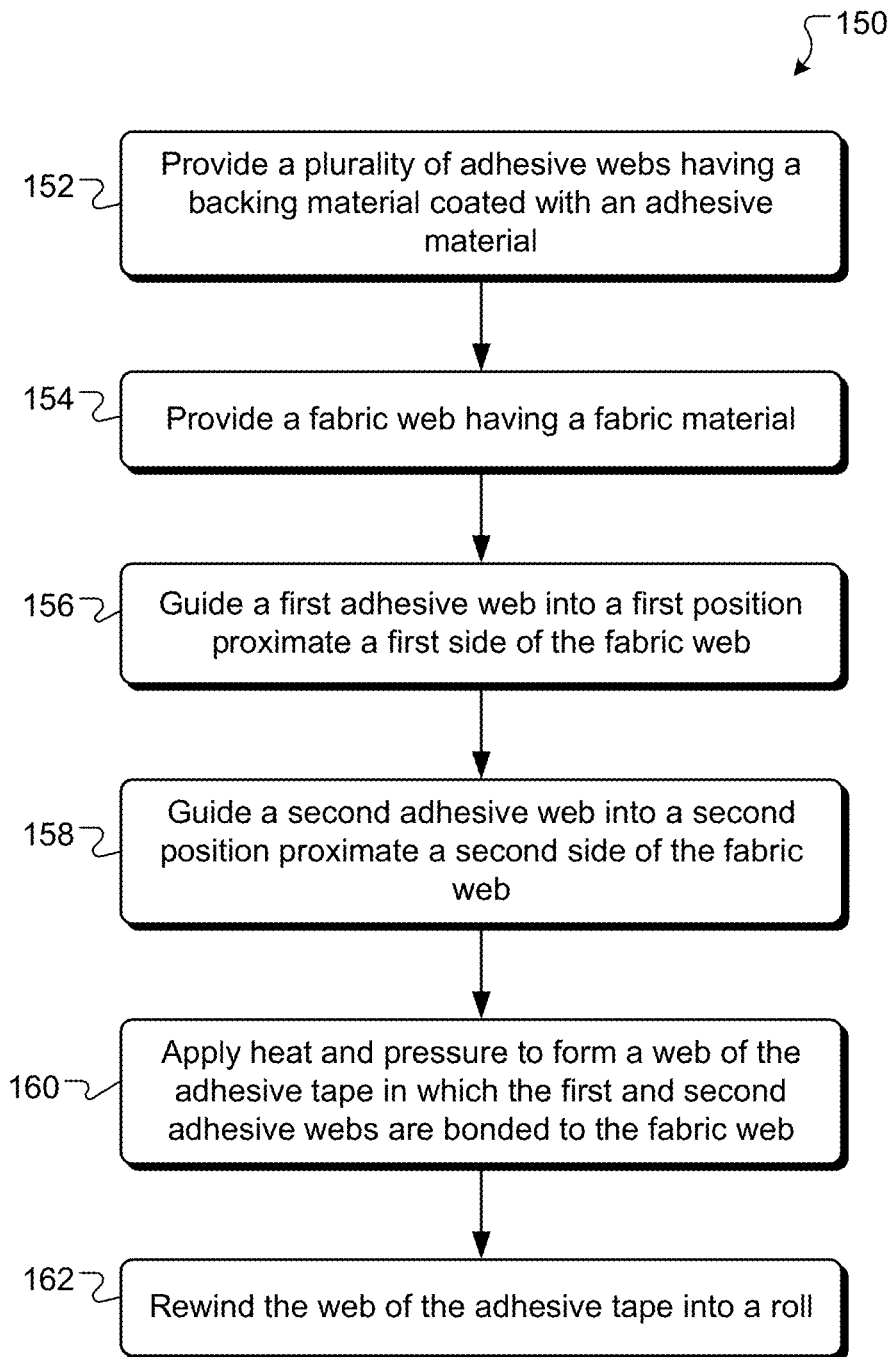 150
152
Provide a plurality of adhesive webs having a
backing material coated with an adhesive
material
154
Provide a fabric web having a fabric material
156
Guide a first adhesive web into a first position
proximate a first side of the fabric web
158
Guide a second adhesive web into a second
position proximate a second side of the fabric
web
160
Apply heat and pressure to form a web of the
adhesive tape in which the first and second
adhesive webs are bonded to the fabric web
162
Rewind the web of the adhesive tape into a roll